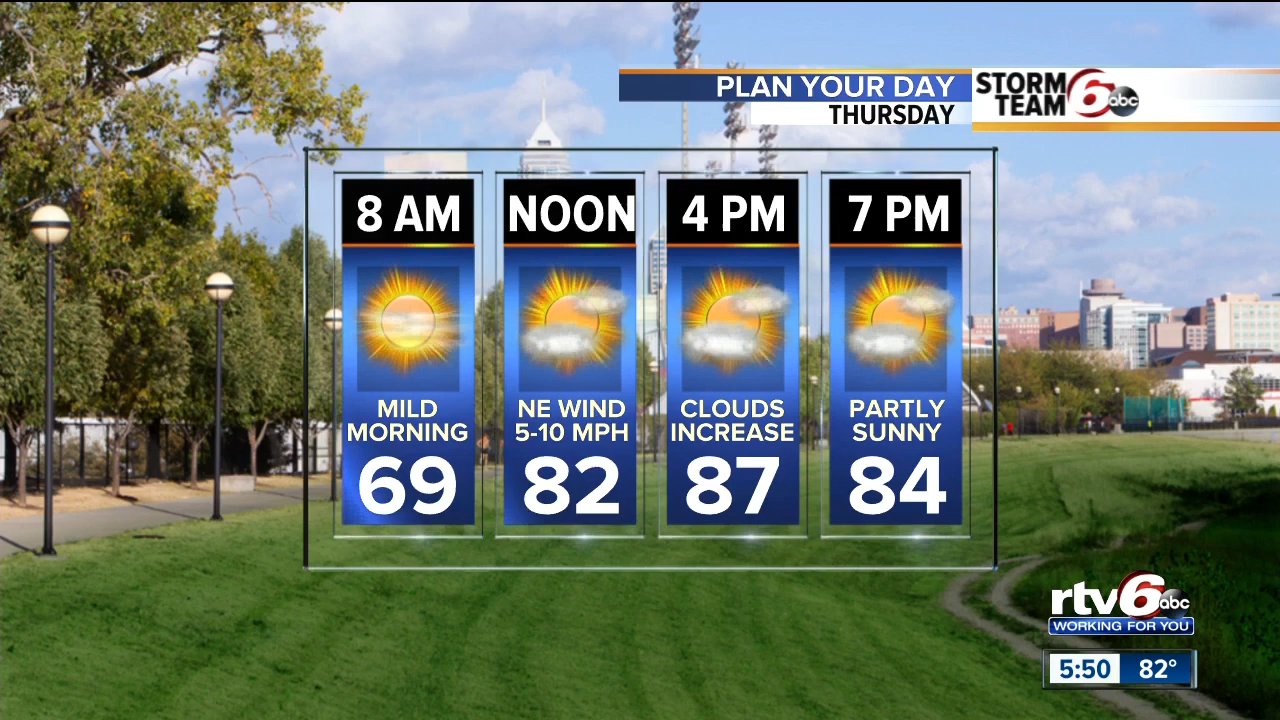 PLAN YOUR DAY
THURSDAY
STORM
TEAM 6 abc
8 AM
MILD
MORNING
69
NOON
NE WIND
5-10 MPH
82
4 PM
CLOUDS
INCREASE
87
7 PM
PARTLY
SUNNY
84
rtv6 abc
WORKING FOR YOU
5:50 82°